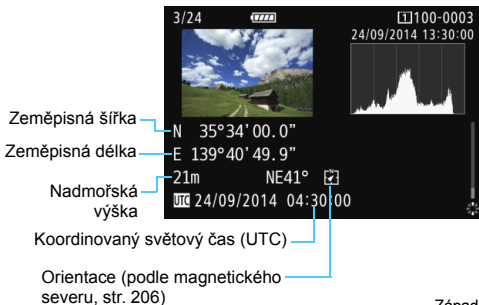 3/24
1 100-0003
24/09/2014 13:30:00
Zeměpisná šířka
N 35°34'00.0"
Zeměpisná délka
E 139°40'49.9"
Nadmořská
výška
21m NE41°
UTC 24/09/2014 04:30:00
Koordinovaný světový čas (UTC)
Orientace (podle magnetického
severu, str. 206)
Západ